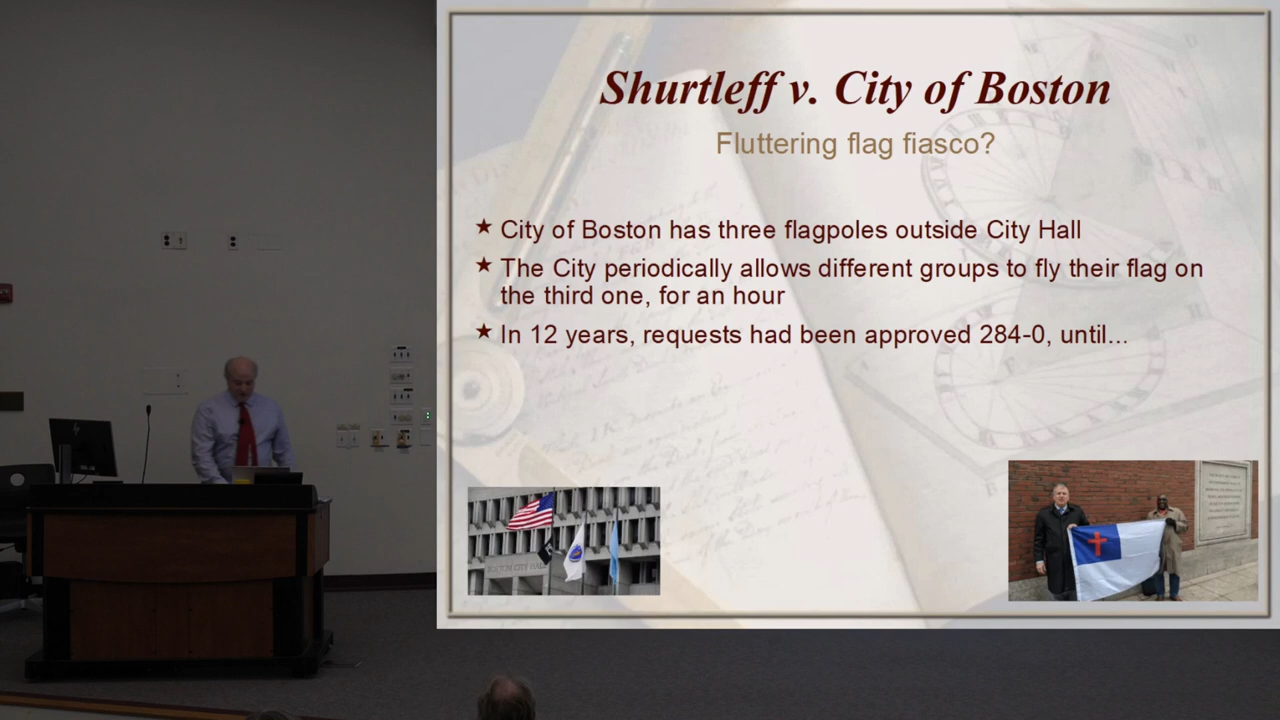 Shurtleff v. City of Boston
Fluttering flag fiasco?
★ City of Boston has three flagpoles outside City Hall
★ The City periodically allows different groups to fly their flag on
the third one, for an hour
★ In 12 years, requests had been approved 284-0, until...
BOSTON CITY HALL